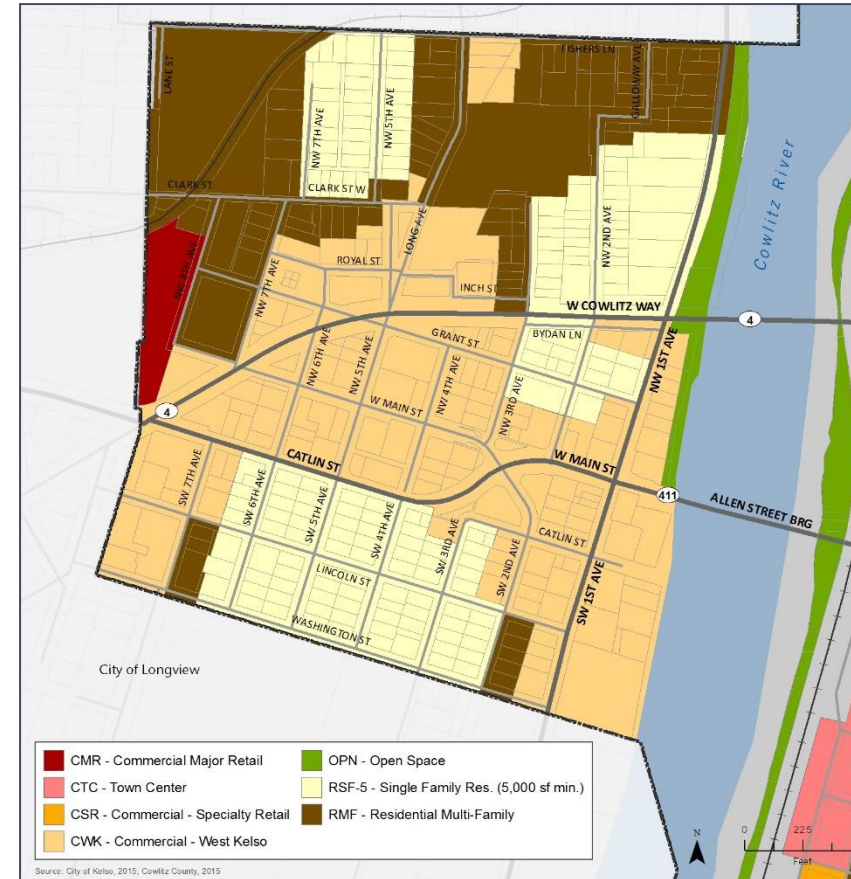 FISHERS LN
LANE ST
GALLOWAY AVE
NW 7TH AVE
NW 5TH AVE
Cowlitz River
CLARK ST
CLARK ST W
LONG AVE
NW 2ND AVE
NW 8TH AVE
NW 7TH AVE
ROYAL ST
INCH ST
W COWLITZ WAY
4
GRANT ST
BYDAN LN
NW 1ST AVE
NW 6TH AVE
NW 5TH AVE
NW 4TH AVE
NW 3RD AVE
W MAIN ST
4
CATLIN ST
W MAIN ST
411
ALLEN STREET BRG
SW 7TH AVE
SW 6TH AVE
SW 5TH AVE
SW 4TH AVE
SW 3RD AVE
SW 2ND AVE
CATLIN ST
SW 1ST AVE
LINCOLN ST
WASHINGTON ST
City of Longview
CMR - Commercial Major Retail
CTC - Town Center
CSR - Commercial - Specialty Retail
CWK - Commercial - West Kelso
OPN - Open Space
RSF-5 - Single Family Res. (5,000 sf min.)
RMF - Residential Multi-Family
N
0 225
Feet
Source: City of Kelso, 2015; Cowlitz County, 2015